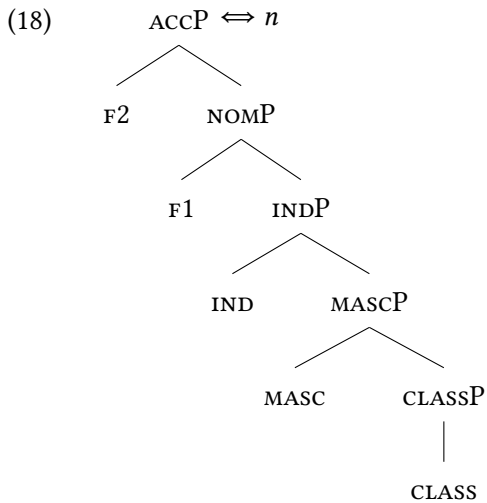 (18) ACCP ⇔ n
F2 NOMP
F1 INDP
IND MASCP
MASC CLASSP
CLASS